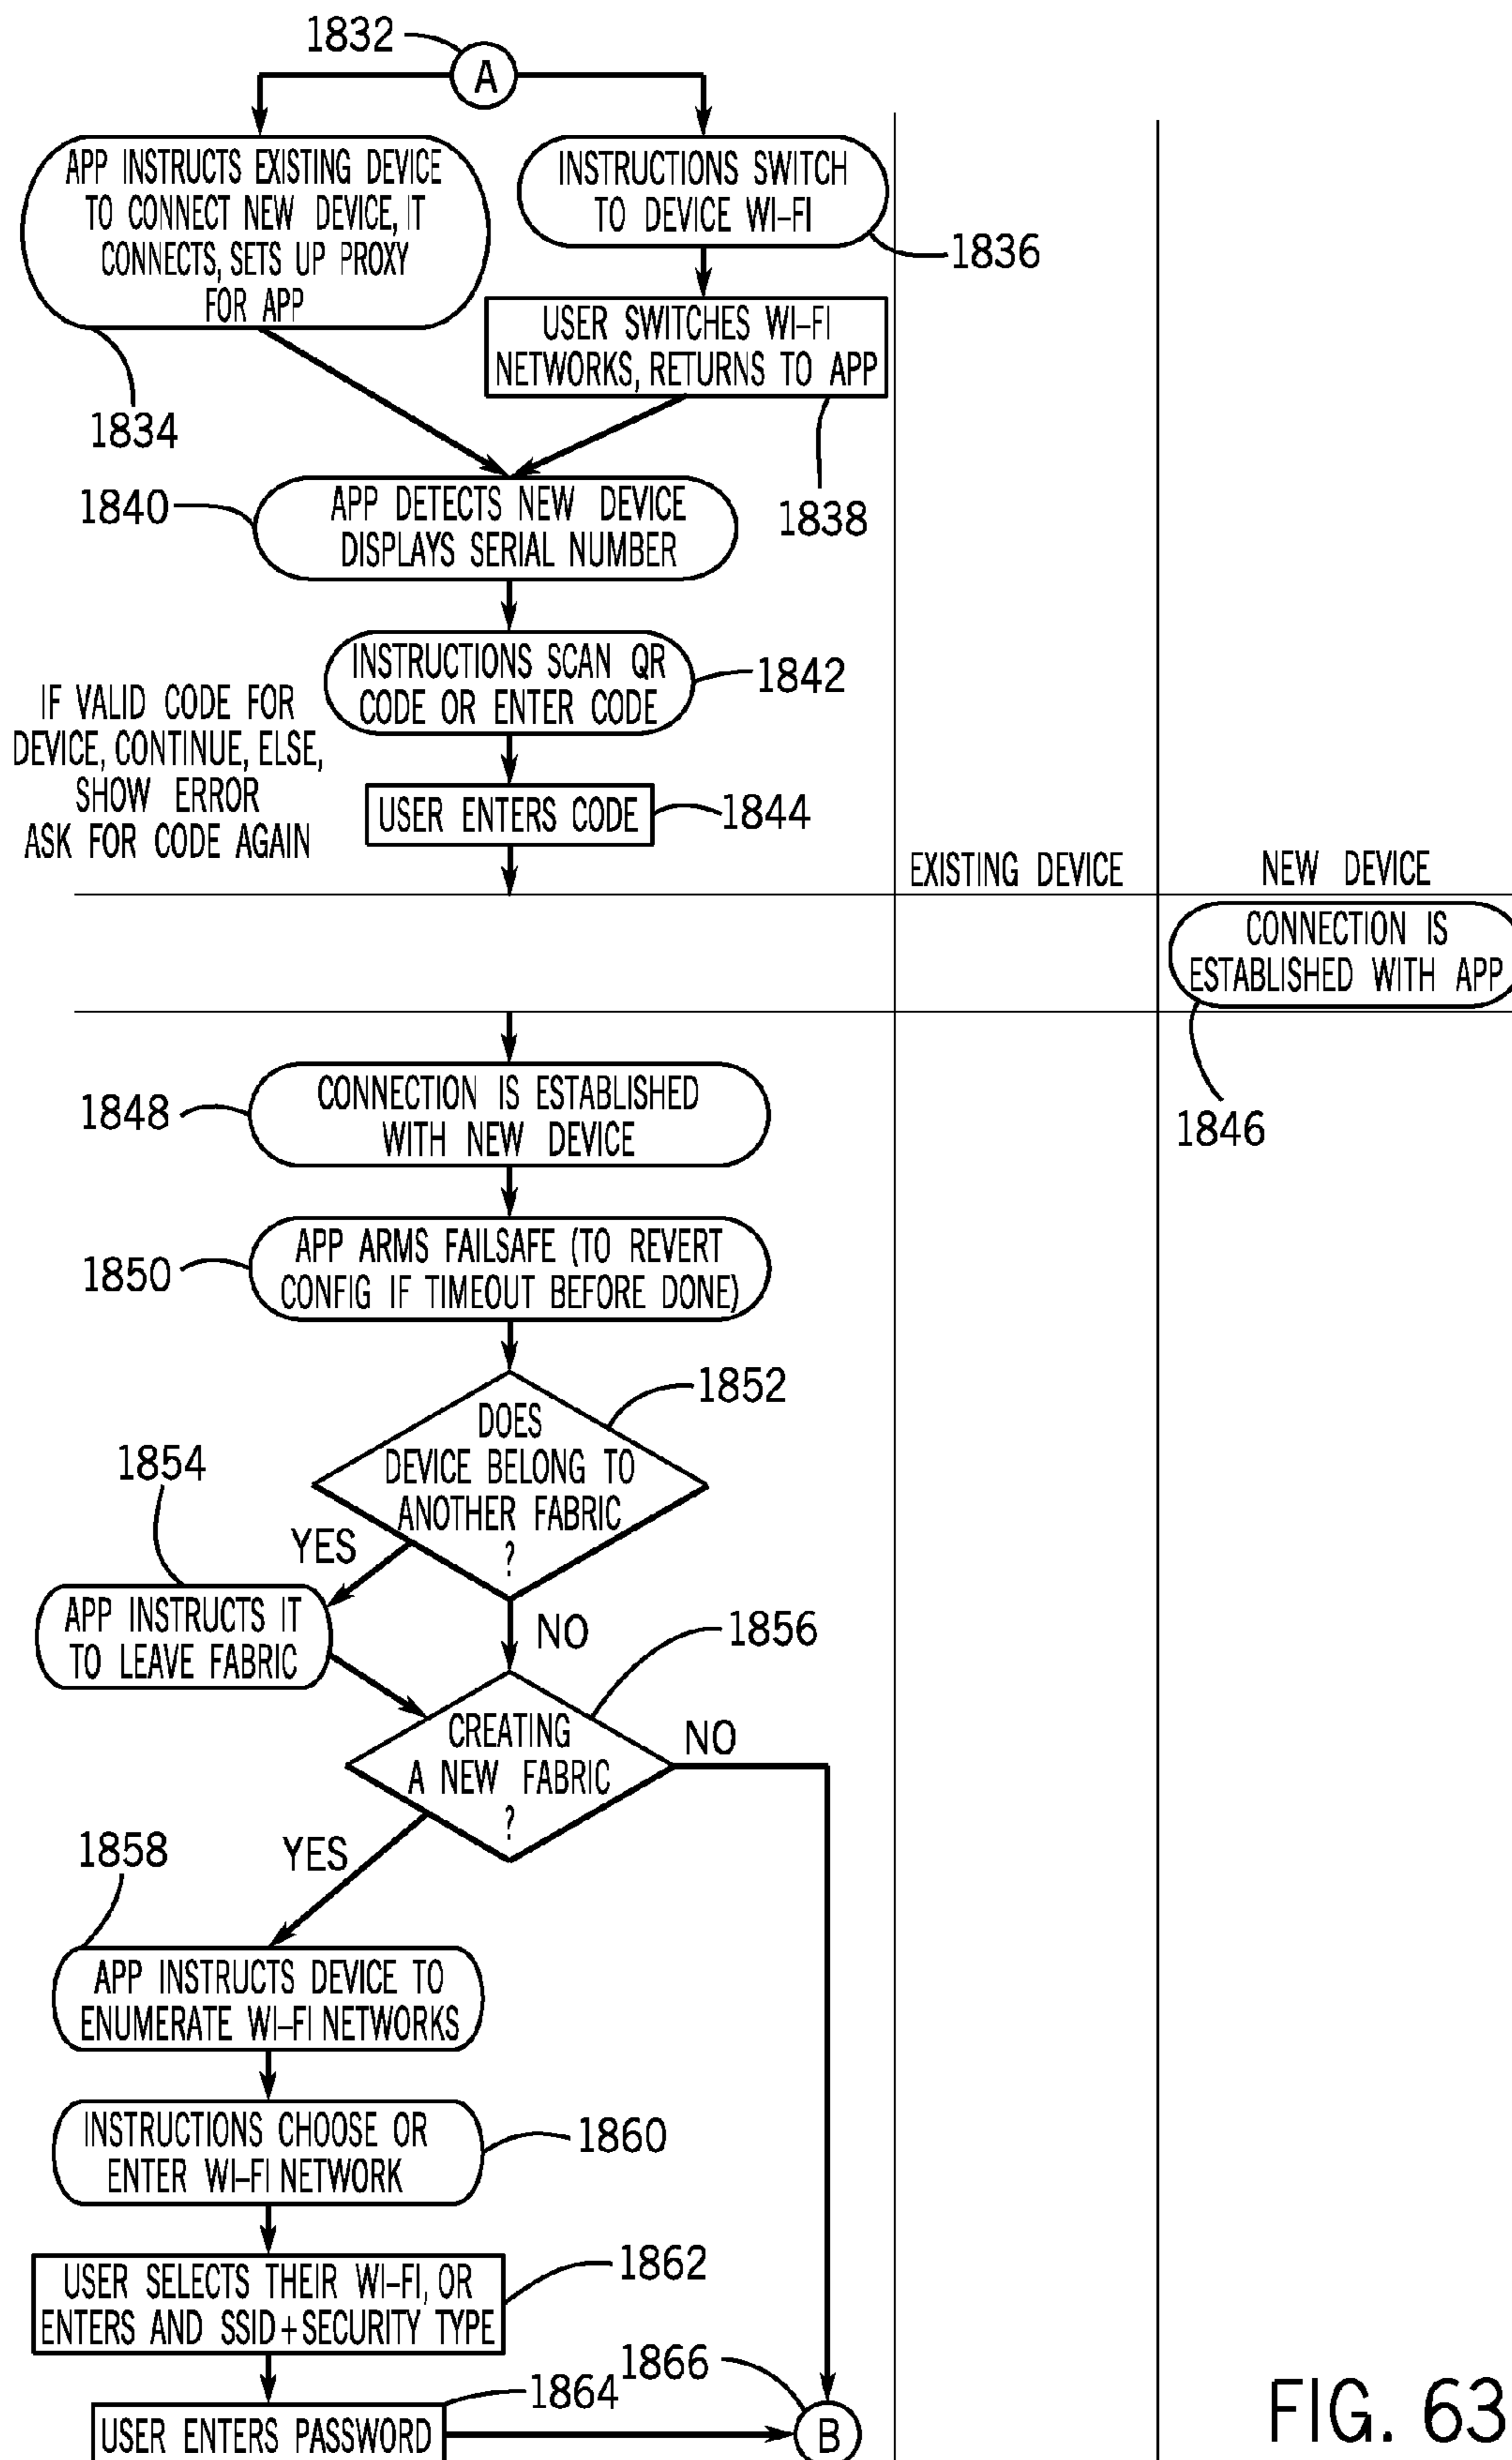 1832
A
APP INSTRUCTS EXISTING DEVICE
TO CONNECT NEW DEVICE, IT
CONNECTS, SETS UP PROXY
FOR APP
1834
INSTRUCTIONS SWITCH
TO DEVICE WI-FI
1836
USER SWITCHES WI-FI
NETWORKS, RETURNS TO APP
1838
1840
APP DETECTS NEW DEVICE
DISPLAYS SERIAL NUMBER
INSTRUCTIONS SCAN QR
CODE OR ENTER CODE
1842
IF VALID CODE FOR
DEVICE, CONTINUE, ELSE,
SHOW ERROR
ASK FOR CODE AGAIN
USER ENTERS CODE
1844
EXISTING DEVICE
NEW DEVICE
CONNECTION IS
ESTABLISHED WITH APP
1846
1848
CONNECTION IS ESTABLISHED
WITH NEW DEVICE
1850
APP ARMS FAILSAFE (TO REVERT
CONFIG IF TIMEOUT BEFORE DONE)
1852
DOES
DEVICE BELONG TO
ANOTHER FABRIC
?
1854
YES
NO
APP INSTRUCTS IT
TO LEAVE FABRIC
1856
CREATING
A NEW FABRIC
?
NO
YES
1858
APP INSTRUCTS DEVICE TO
ENUMERATE WI-FI NETWORKS
INSTRUCTIONS CHOOSE OR
ENTER WI-FI NETWORK
1860
USER SELECTS THEIR WI-FI, OR
ENTERS AND SSID+SECURITY TYPE
1862
USER ENTERS PASSWORD
1864
1866
B
FIG. 63